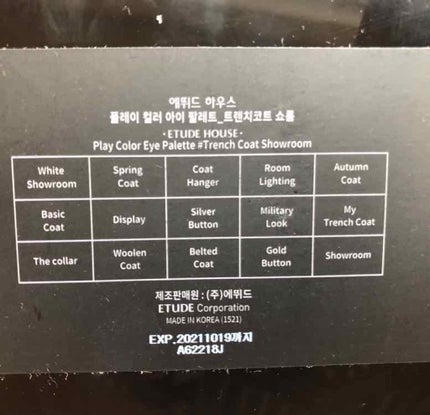 에뛰드 하우스
플레이 컬러 아이 팔레트_트렌치코트 쇼룸
·ETUDE HOUSE·
Play Color Eye Palette #Trench Coat Showroom
White Showroom
Spring Coat
Coat Hanger
Room Lighting
Autumn Coat
Basic Coat
Display
Silver Button
Military Look
My Trench Coat
The collar
Woolen Coat
Belted Coat
Gold Button
Showroom
제조판매원 : (주)에뛰드
ETUDE Corporation
MADE IN KOREA (1521)
EXP.20211019까지
A62218J